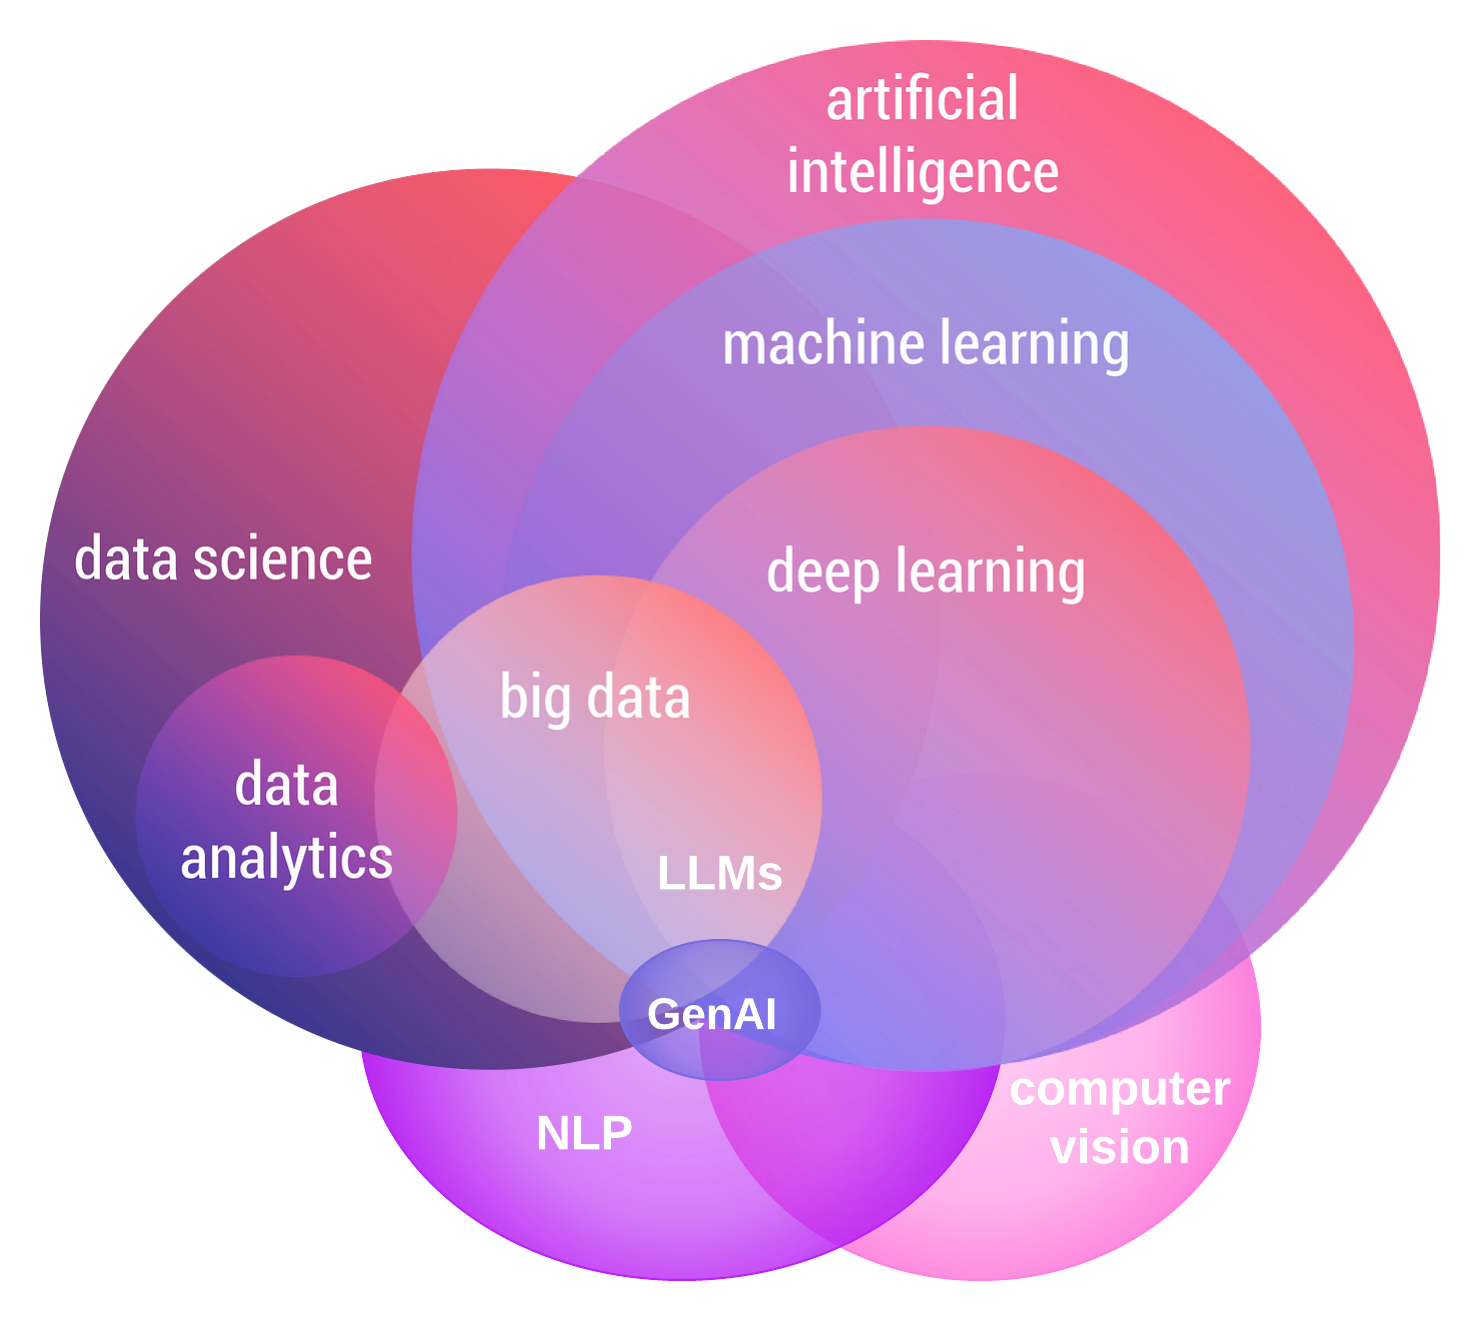 artificial
intelligence
machine learning
data science
deep learning
big data
data
analytics
LLMs
GenAI
computer
vision
NLP